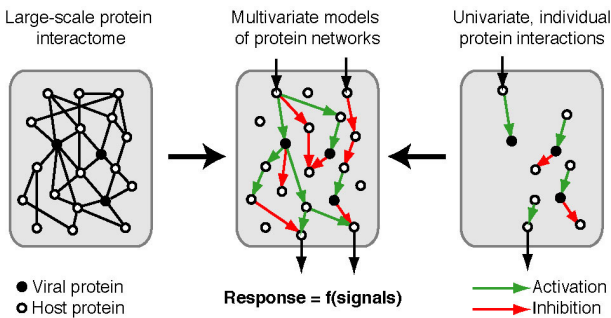 Large-scale protein
interactome
Multivariate models
of protein networks
Univariate, individual
protein interactions
Viral protein
Host protein
Response = f(signals)
Activation
Inhibition